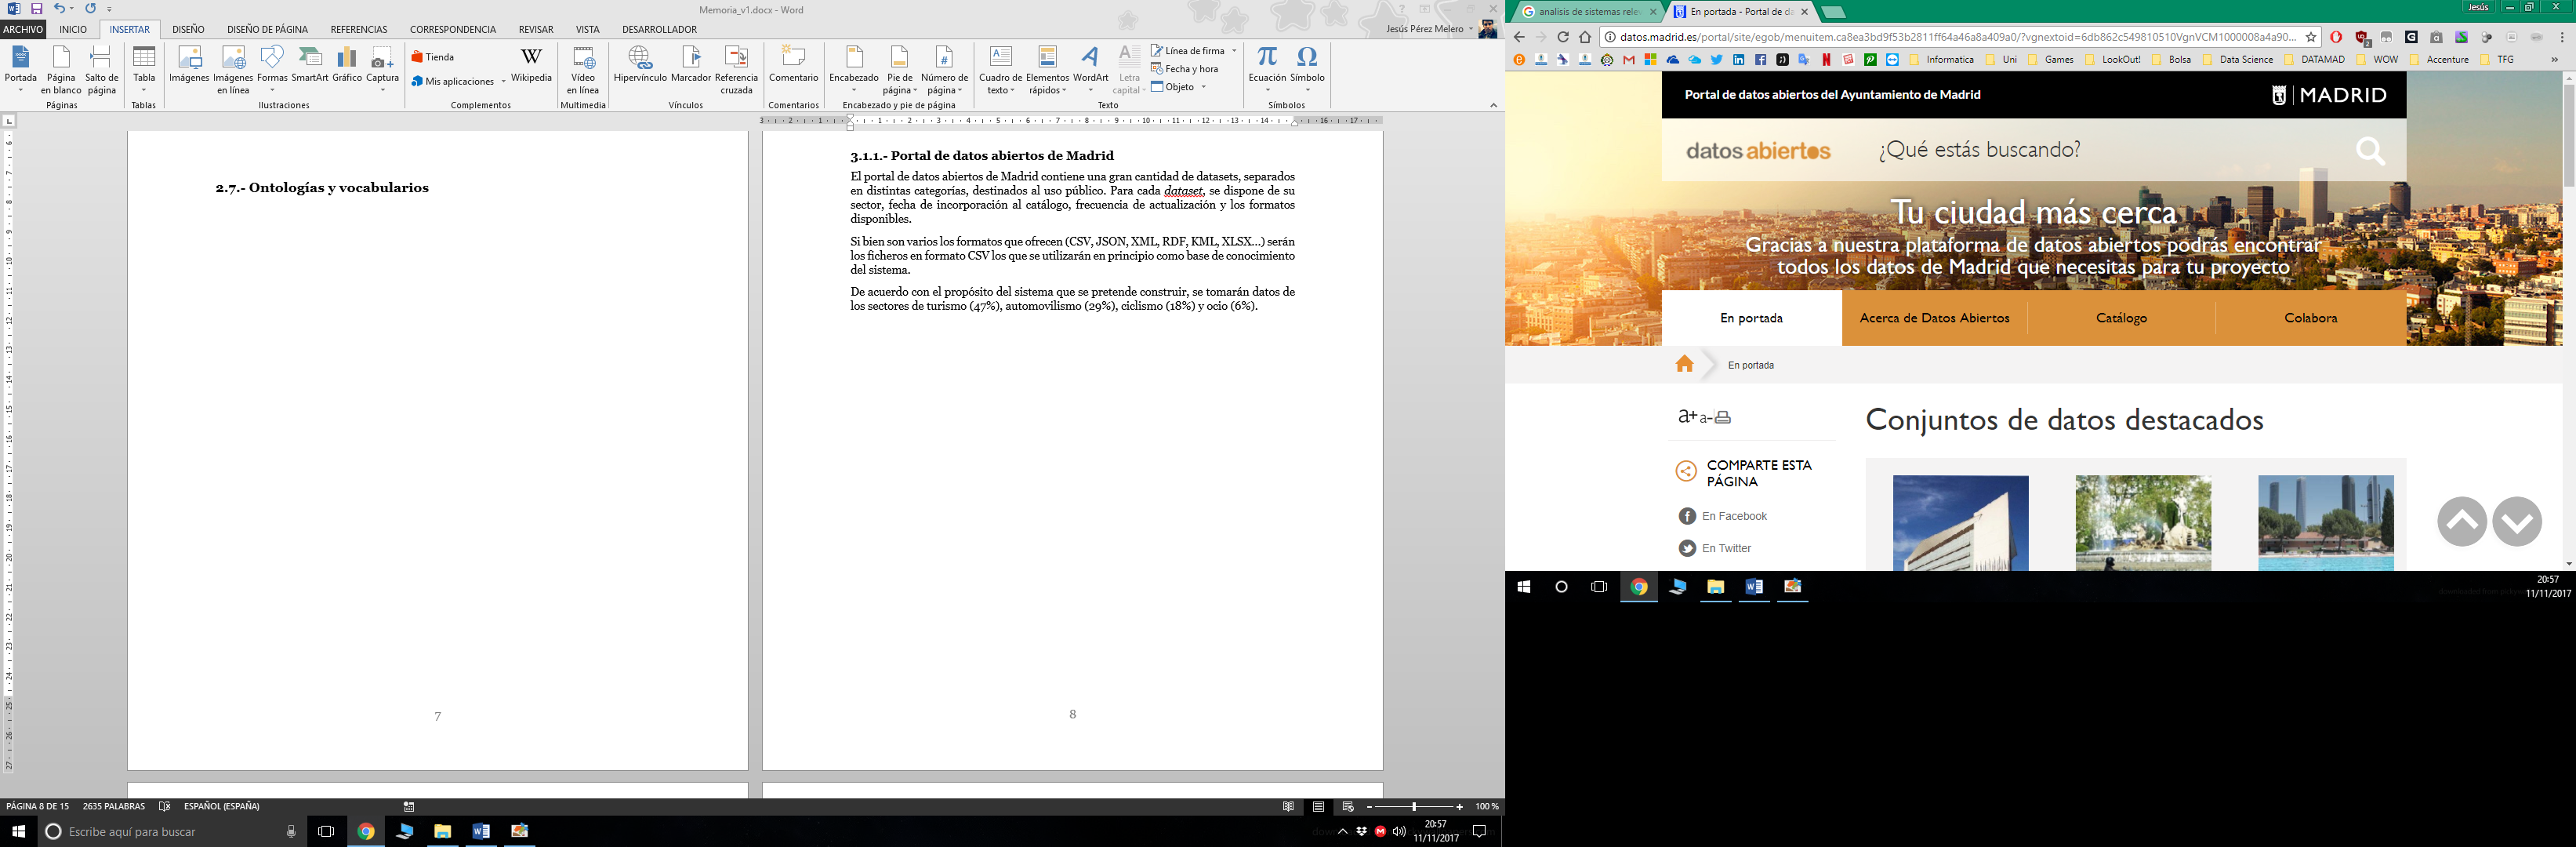 Memoria_v1.docx - Word
ARCHIVO INICIO INSERTAR DISEÑO DISEÑO DE PÁGINA REFERENCIAS CORRESPONDENCIA REVISAR VISTA DESARROLLADOR
Jesús Pérez Melero
Portada
Página en blanco
Salto de página
Páginas
Tabla
Tablas
Imágenes
Imágenes en línea
Formas
SmartArt
Gráfico
Captura
Ilustraciones
Tienda
Mis aplicaciones
Wikipedia
Complementos
Vídeo en línea
Multimedia
Hipervínculo
Marcador
Referencia cruzada
Vínculos
Comentario
Comentarios
Encabezado
Pie de página
Número de página
Encabezado y pie de página
Cuadro de texto
Elementos rápidos
WordArt
Letra capital
Línea de firma
Fecha y hora
Objeto
Texto
Ecuación
Símbolo
Símbolos
2.7.- Ontologías y vocabularios
7
3.1.1.- Portal de datos abiertos de Madrid
El portal de datos abiertos de Madrid contiene una gran cantidad de datasets, separados
en distintas categorías, destinados al uso público. Para cada dataset, se dispone de su
sector, fecha de incorporación al catálogo, frecuencia de actualización y los formatos
disponibles.
Si bien son varios los formatos que ofrecen (CSV, JSON, XML, RDF, KML, XLSX...) serán
los ficheros en formato CSV los que se utilizarán en principio como base de conocimiento
del sistema.
De acuerdo con el propósito del sistema que se pretende construir, se tomarán datos de
los sectores de turismo (47%), automovilismo (29%), ciclismo (18%) y ocio (6%).
8
PÁGINA 8 DE 15 2635 PALABRAS ESPAÑOL (ESPAÑA)
100 %
Escribe aquí para buscar
20:57
11/11/2017
analisis de sistemas rele
En portada - Portal de da
Jesús
datos.madrid.es/portal/site/egob/menuitem.ca8ea3bd9f53b2811ff64a46a8a409a0/?vgnextoid=6db862c549810510VgnVCM1000008a4a90...
Informatica Uni Games LookOut! Bolsa Data Science DATAMAD WOW Accenture TFG
Portal de datos abiertos del Ayuntamiento de Madrid
MADRID
datos abiertos
¿Qué estás buscando?
Tu ciudad más cerca
Gracias a nuestra plataforma de datos abiertos podrás encontrar
todos los datos de Madrid que necesitas para tu proyecto
En portada Acerca de Datos Abiertos Catálogo Colabora
En portada
a+ a-
Conjuntos de datos destacados
COMPARTE ESTA
PÁGINA
En Facebook
En Twitter
20:57
11/11/2017